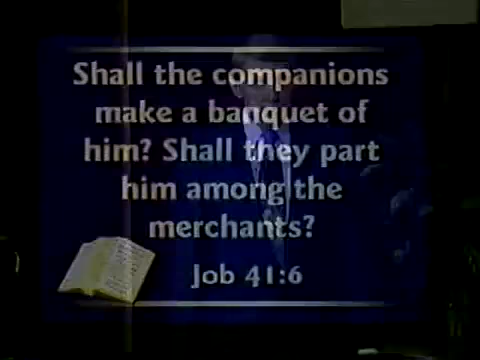 Shall the companions
make a banquet of
him? Shall they part
him among the
merchants?
Job 41:6